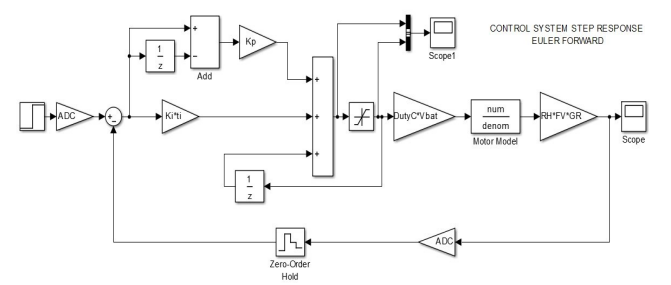 CONTROL SYSTEM STEP RESPONSE
EULER FORWARD
+
−
Add
1
z
Kp
Scope1
ADC
+
−
Ki*ti
+
+
+
DutyC*Vbat
num
denom
Motor Model
RH*FV*GR
Scope
1
z
Zero-Order
Hold
ADC